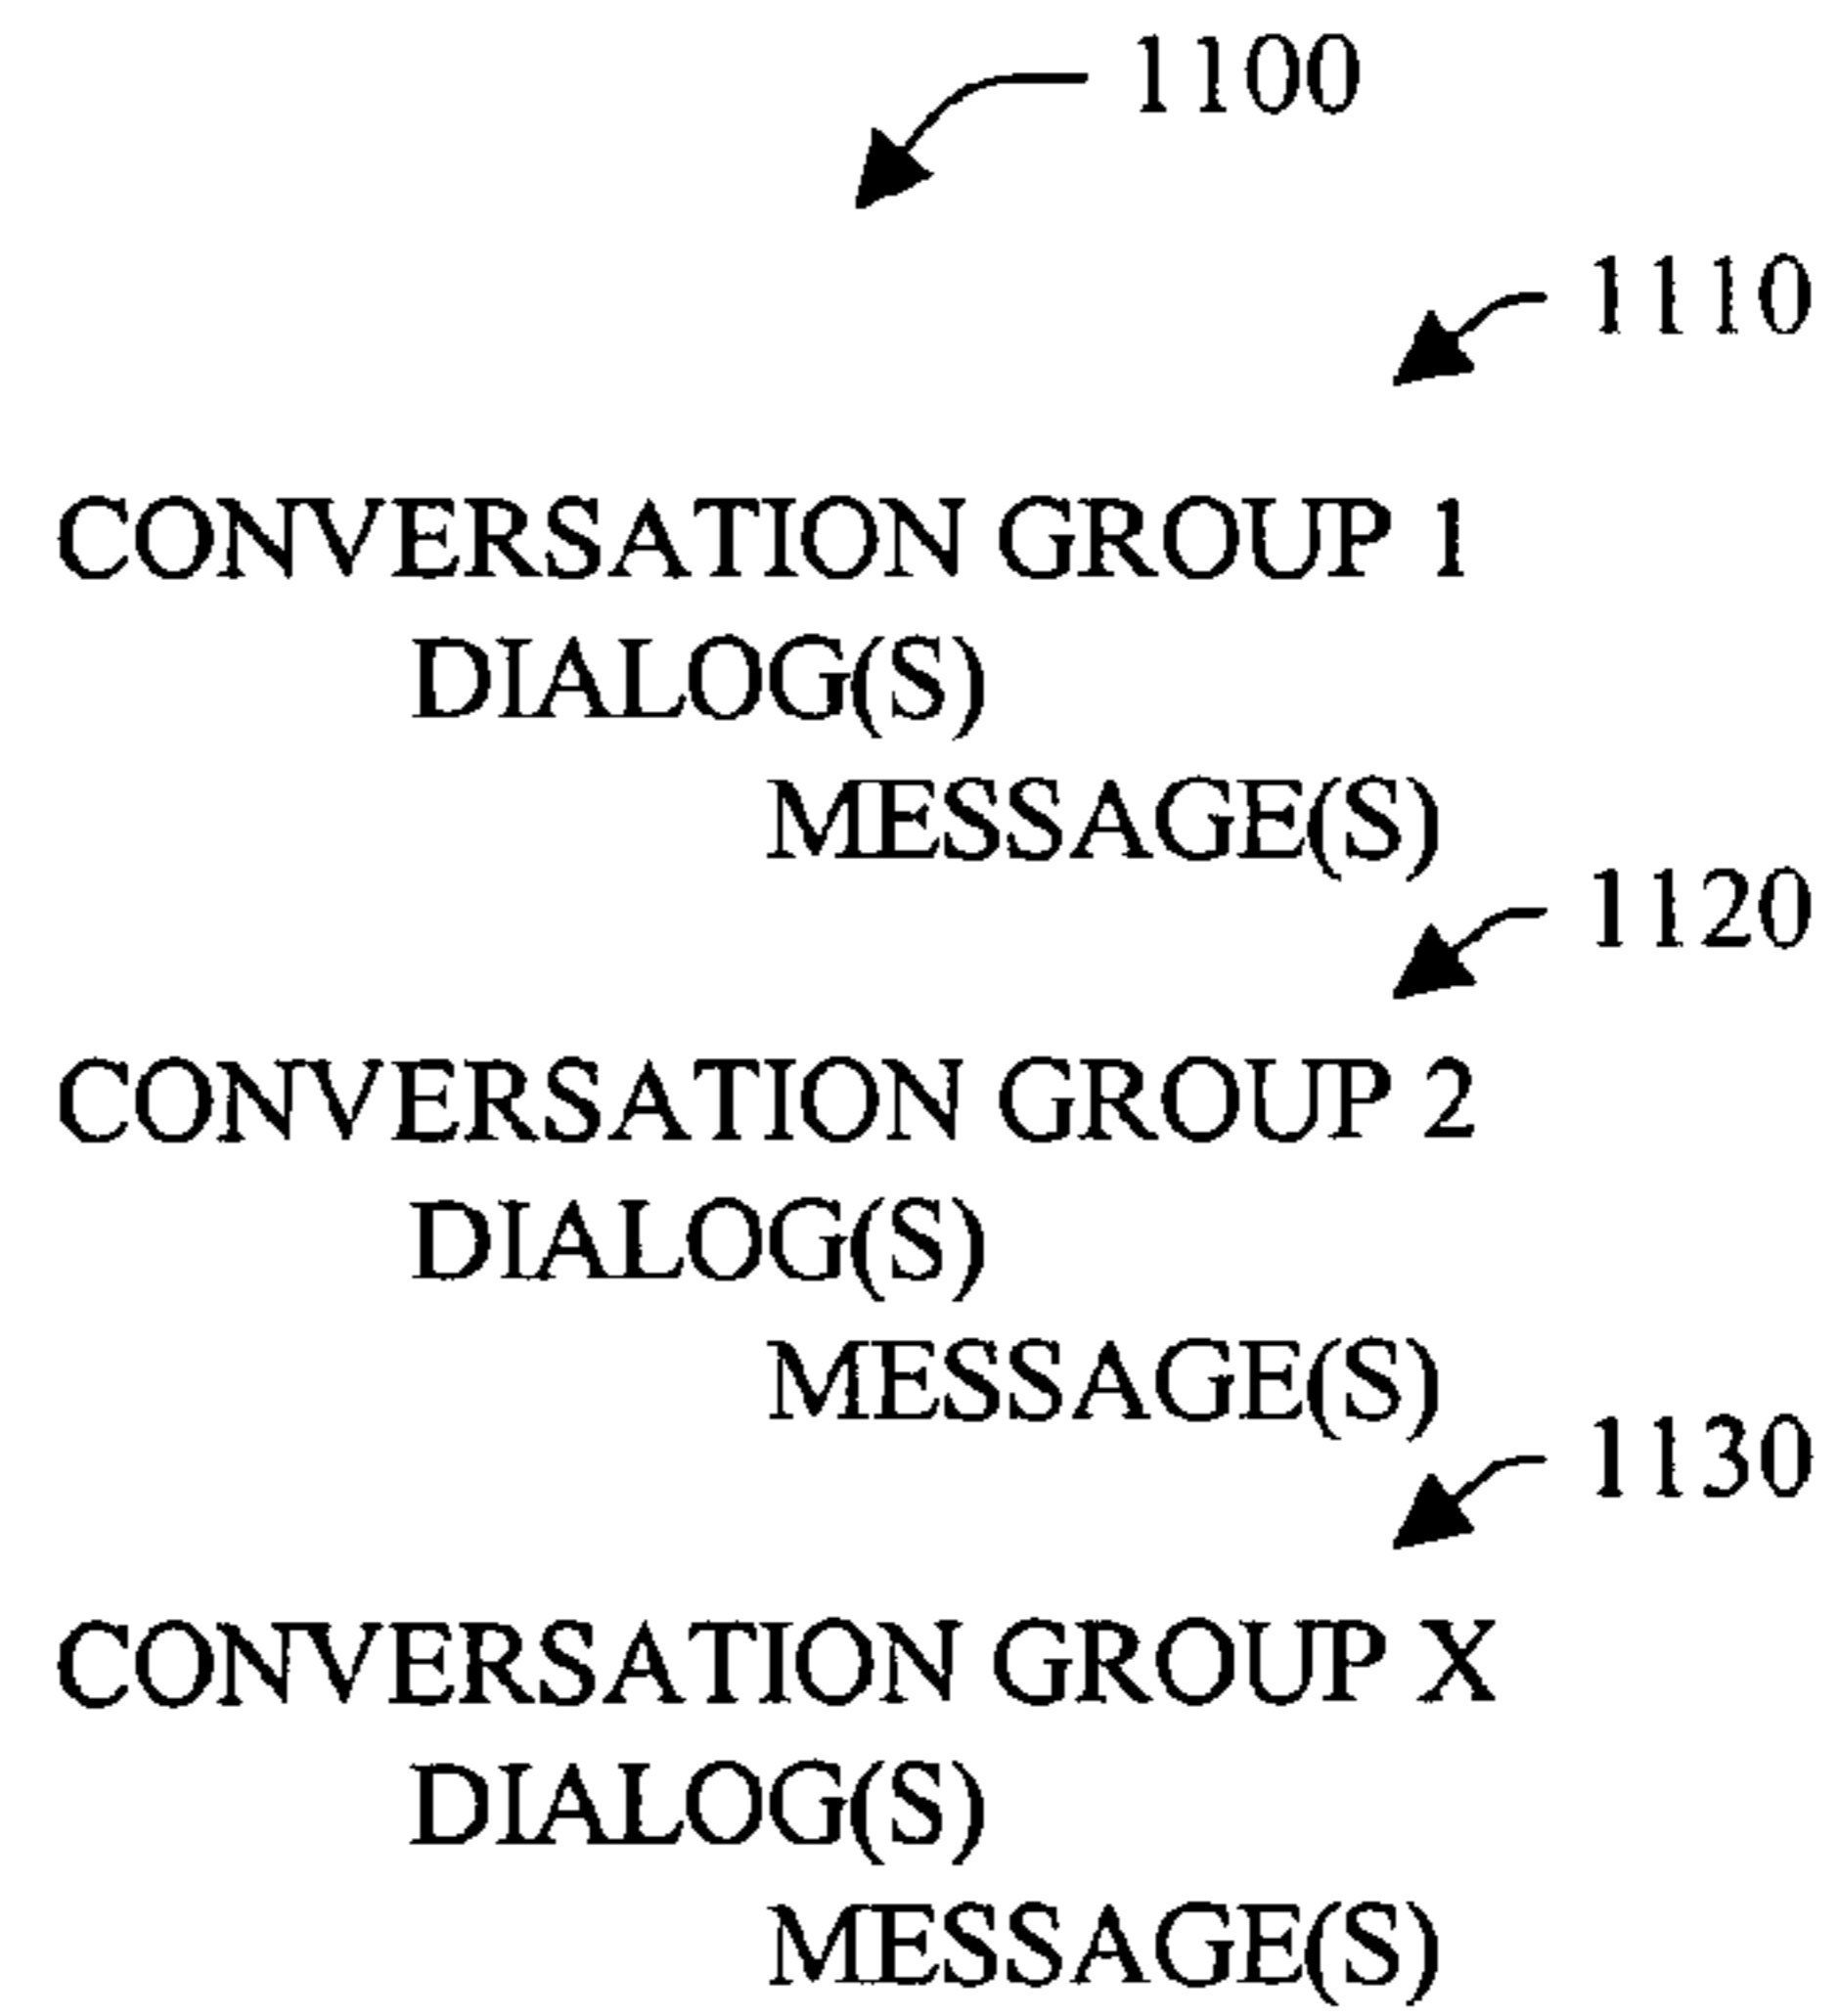 1100
1110
CONVERSATION GROUP 1
DIALOG(S)
MESSAGE(S)
1120
CONVERSATION GROUP 2
DIALOG(S)
MESSAGE(S)
1130
CONVERSATION GROUP X
DIALOG(S)
MESSAGE(S)